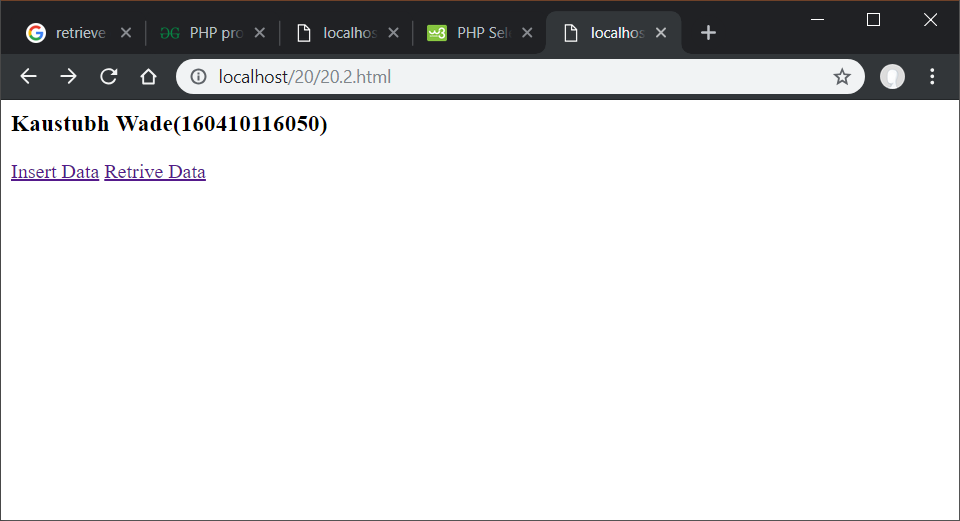 retrieve
PHP pro
localhos
PHP Sel
localhos
localhost/20/20.2.html
Kaustubh Wade(160410116050)
Insert Data Retrive Data